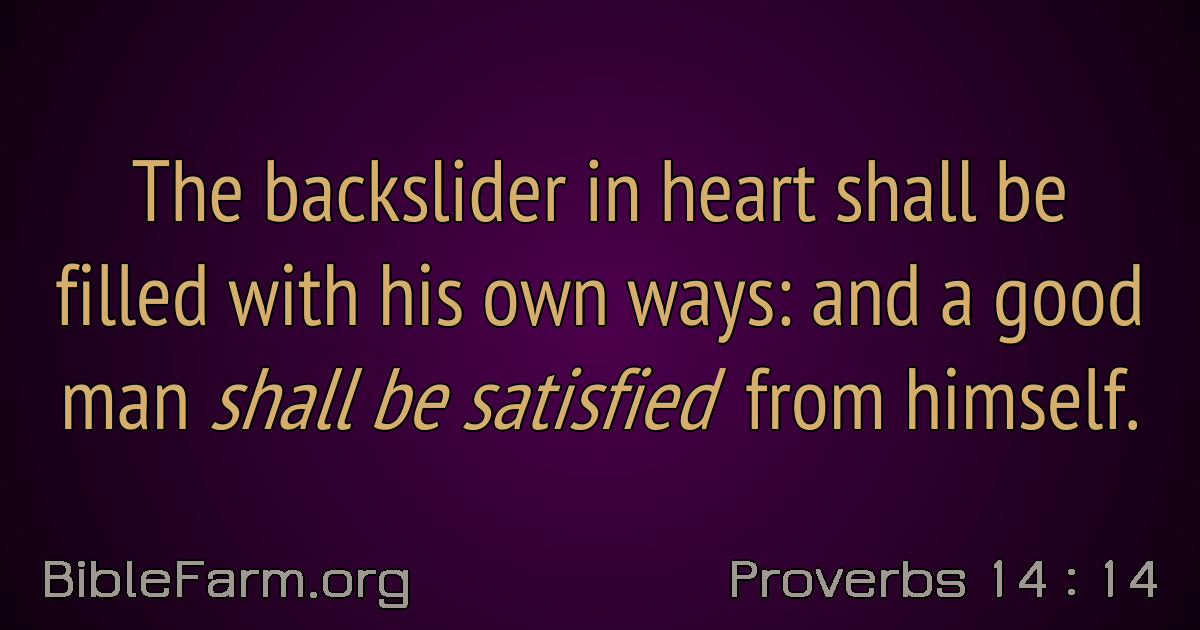 The backslider in heart shall be
filled with his own ways: and a good
man shall be satisfied from himself.
BibleFarm.org
Proverbs 14 : 14